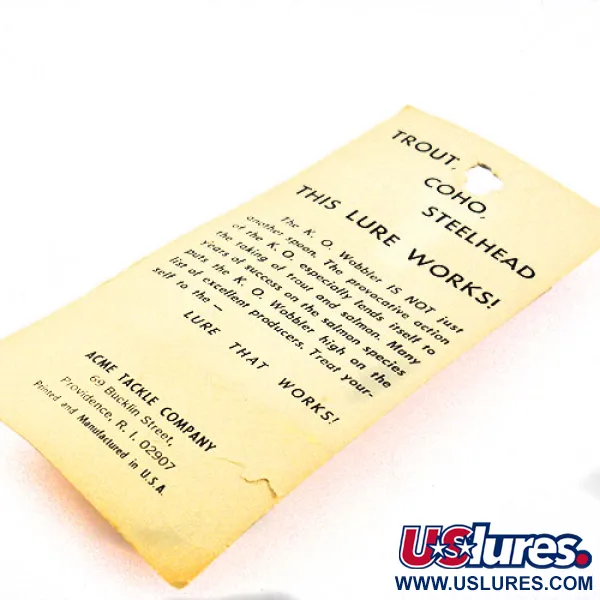 TROUT,
COHO,
STEELHEAD
THIS LURE WORKS!
The K. O. Wobbler IS NOT just
another spoon. The provocative action
of the K. O. especially lends itself to
the taking of trout and salmon. Many
years of success on the salmon species
puts the K. O. Wobbler high on the
list of excellent producers. Treat your-
self to the —
LURE THAT WORKS!
ACME TACKLE COMPANY
69 Bucklin Street,
Providence, R. I. 02907
Printed and Manufactured in U.S.A.
USlures.
WWW.USLURES.COM